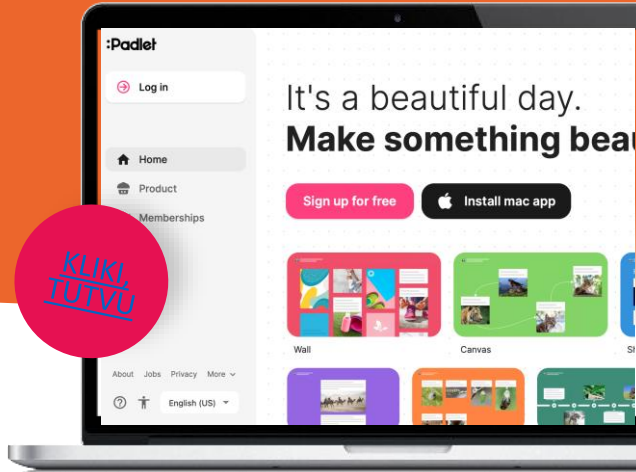 :Padlet
Log in
Home
Product
Memberships
KLIKI,
TUTVU
About Jobs Privacy More
English (US)
It's a beautiful day.
Make something beau
Sign up for free
Install mac app
Wall
Canvas